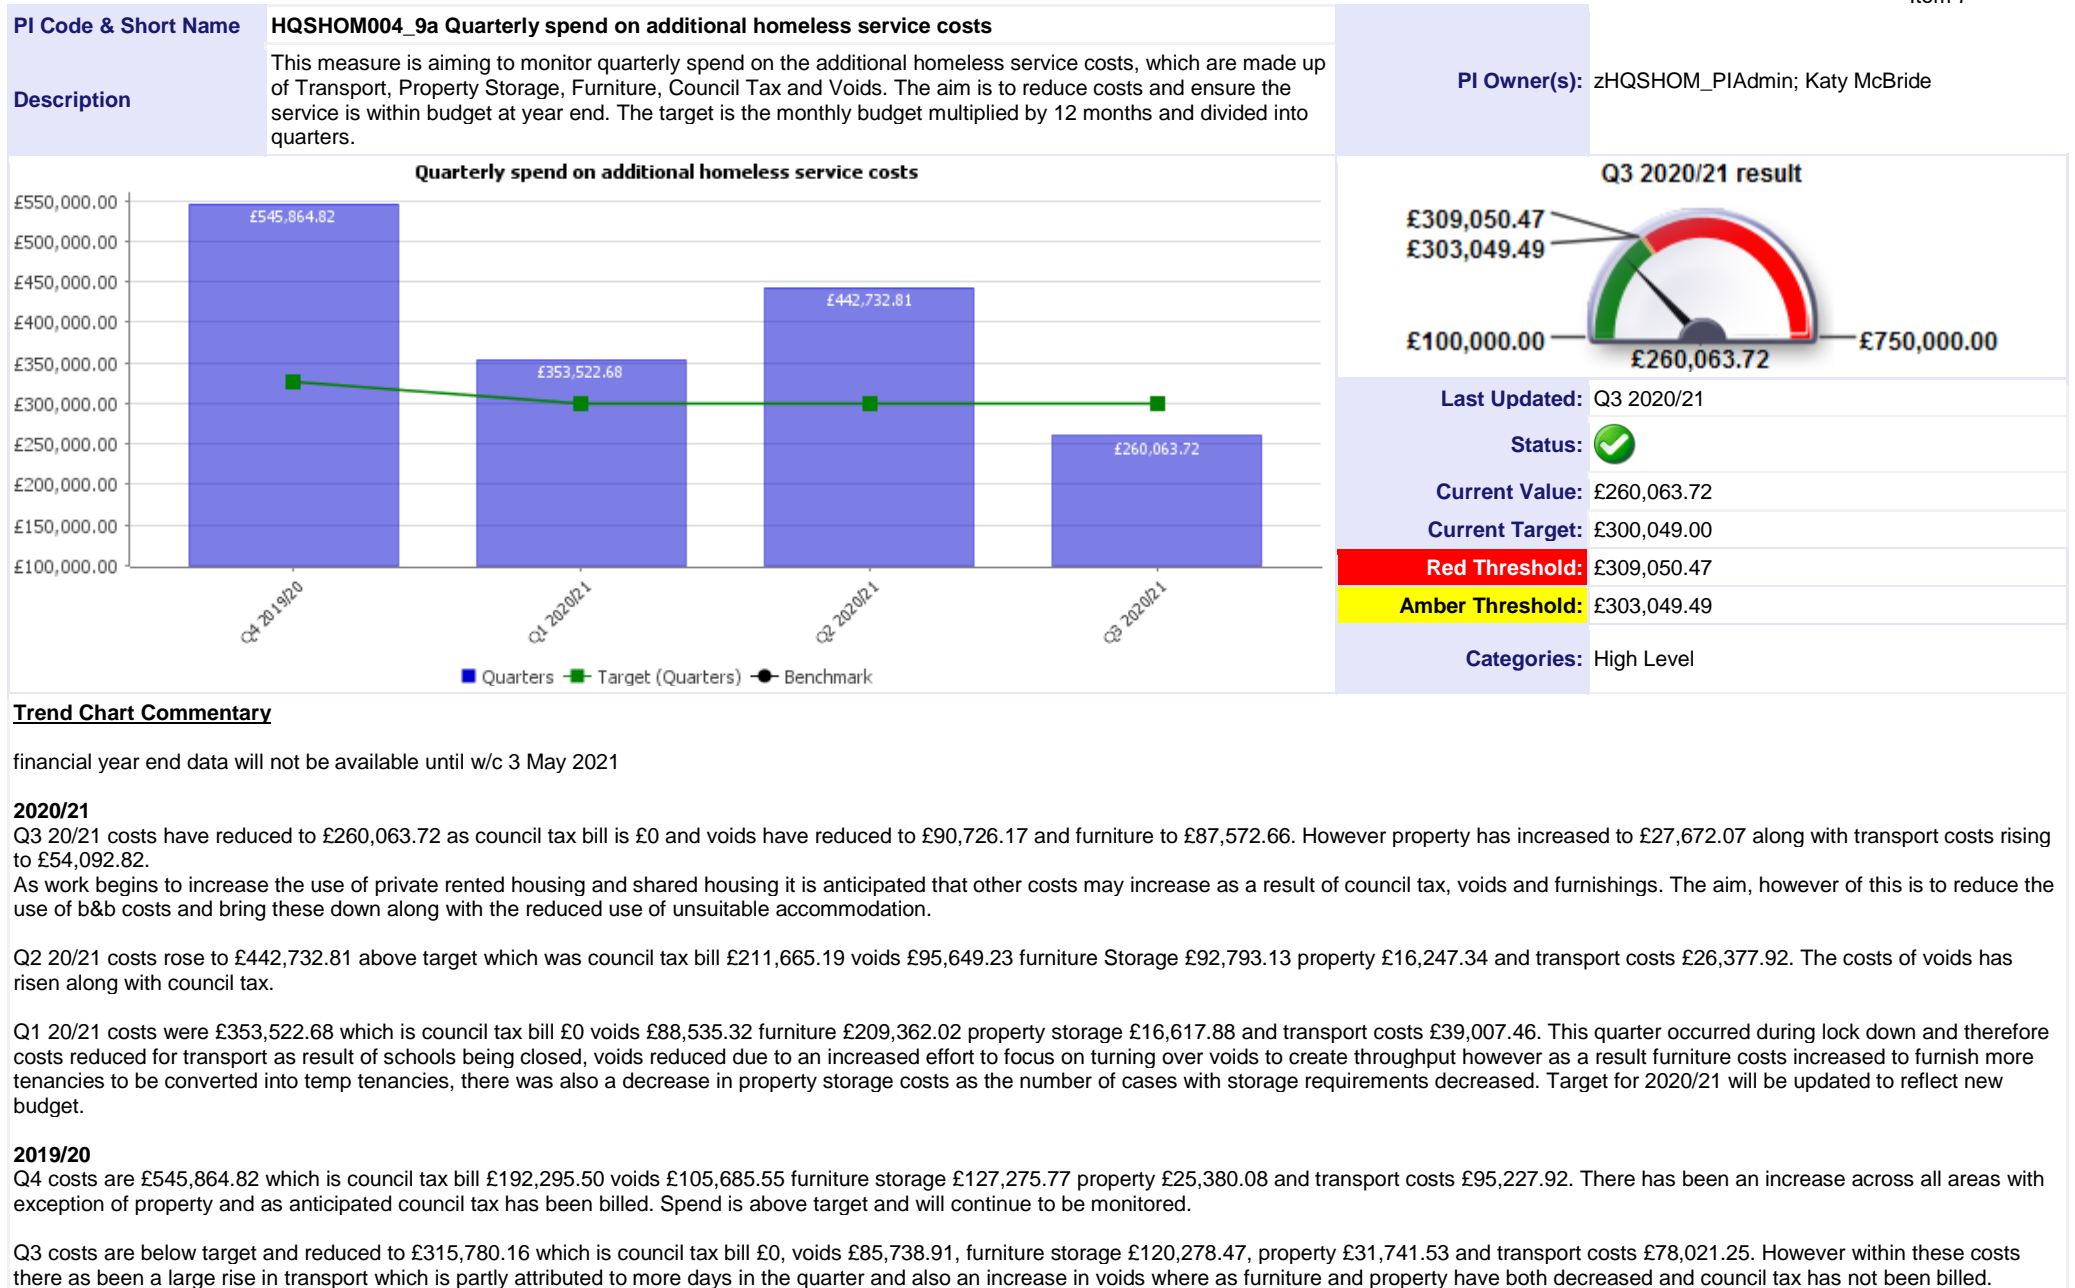 Item 7
PI Code & Short Name
HQSHOM004_9a Quarterly spend on additional homeless service costs
Description
This measure is aiming to monitor quarterly spend on the additional homeless service costs, which are made up
of Transport, Property Storage, Furniture, Council Tax and Voids. The aim is to reduce costs and ensure the
service is within budget at year end. The target is the monthly budget multiplied by 12 months and divided into
quarters.
PI Owner(s):
zHQSHOM_PIAdmin; Katy McBride
Quarterly spend on additional homeless service costs
£550,000.00
£500,000.00
£450,000.00
£400,000.00
£350,000.00
£300,000.00
£250,000.00
£200,000.00
£150,000.00
£100,000.00
£545,864.82
£353,522.68
£442,732.81
£260,063.72
Q4 2019/20
Q1 2020/21
Q2 2020/21
Q3 2020/21
Quarters
Target (Quarters)
Benchmark
Q3 2020/21 result
£309,050.47
£303,049.49
£100,000.00
£750,000.00
£260,063.72
Last Updated: Q3 2020/21
Status:
Current Value: £260,063.72
Current Target: £300,049.00
Red Threshold: £309,050.47
Amber Threshold: £303,049.49
Categories: High Level
Trend Chart Commentary
financial year end data will not be available until w/c 3 May 2021
2020/21
Q3 20/21 costs have reduced to £260,063.72 as council tax bill is £0 and voids have reduced to £90,726.17 and furniture to £87,572.66. However property has increased to £27,672.07 along with transport costs rising
to £54,092.82.
As work begins to increase the use of private rented housing and shared housing it is anticipated that other costs may increase as a result of council tax, voids and furnishings. The aim, however of this is to reduce the
use of b&b costs and bring these down along with the reduced use of unsuitable accommodation.
Q2 20/21 costs rose to £442,732.81 above target which was council tax bill £211,665.19 voids £95,649.23 furniture Storage £92,793.13 property £16,247.34 and transport costs £26,377.92. The costs of voids has
risen along with council tax.
Q1 20/21 costs were £353,522.68 which is council tax bill £0 voids £88,535.32 furniture £209,362.02 property storage £16,617.88 and transport costs £39,007.46. This quarter occurred during lock down and therefore
costs reduced for transport as result of schools being closed, voids reduced due to an increased effort to focus on turning over voids to create throughput however as a result furniture costs increased to furnish more
tenancies to be converted into temp tenancies, there was also a decrease in property storage costs as the number of cases with storage requirements decreased. Target for 2020/21 will be updated to reflect new
budget.
2019/20
Q4 costs are £545,864.82 which is council tax bill £192,295.50 voids £105,685.55 furniture storage £127,275.77 property £25,380.08 and transport costs £95,227.92. There has been an increase across all areas with
exception of property and as anticipated council tax has been billed. Spend is above target and will continue to be monitored.
Q3 costs are below target and reduced to £315,780.16 which is council tax bill £0, voids £85,738.91, furniture storage £120,278.47, property £31,741.53 and transport costs £78,021.25. However within these costs
there as been a large rise in transport which is partly attributed to more days in the quarter and also an increase in voids where as furniture and property have both decreased and council tax has not been billed.